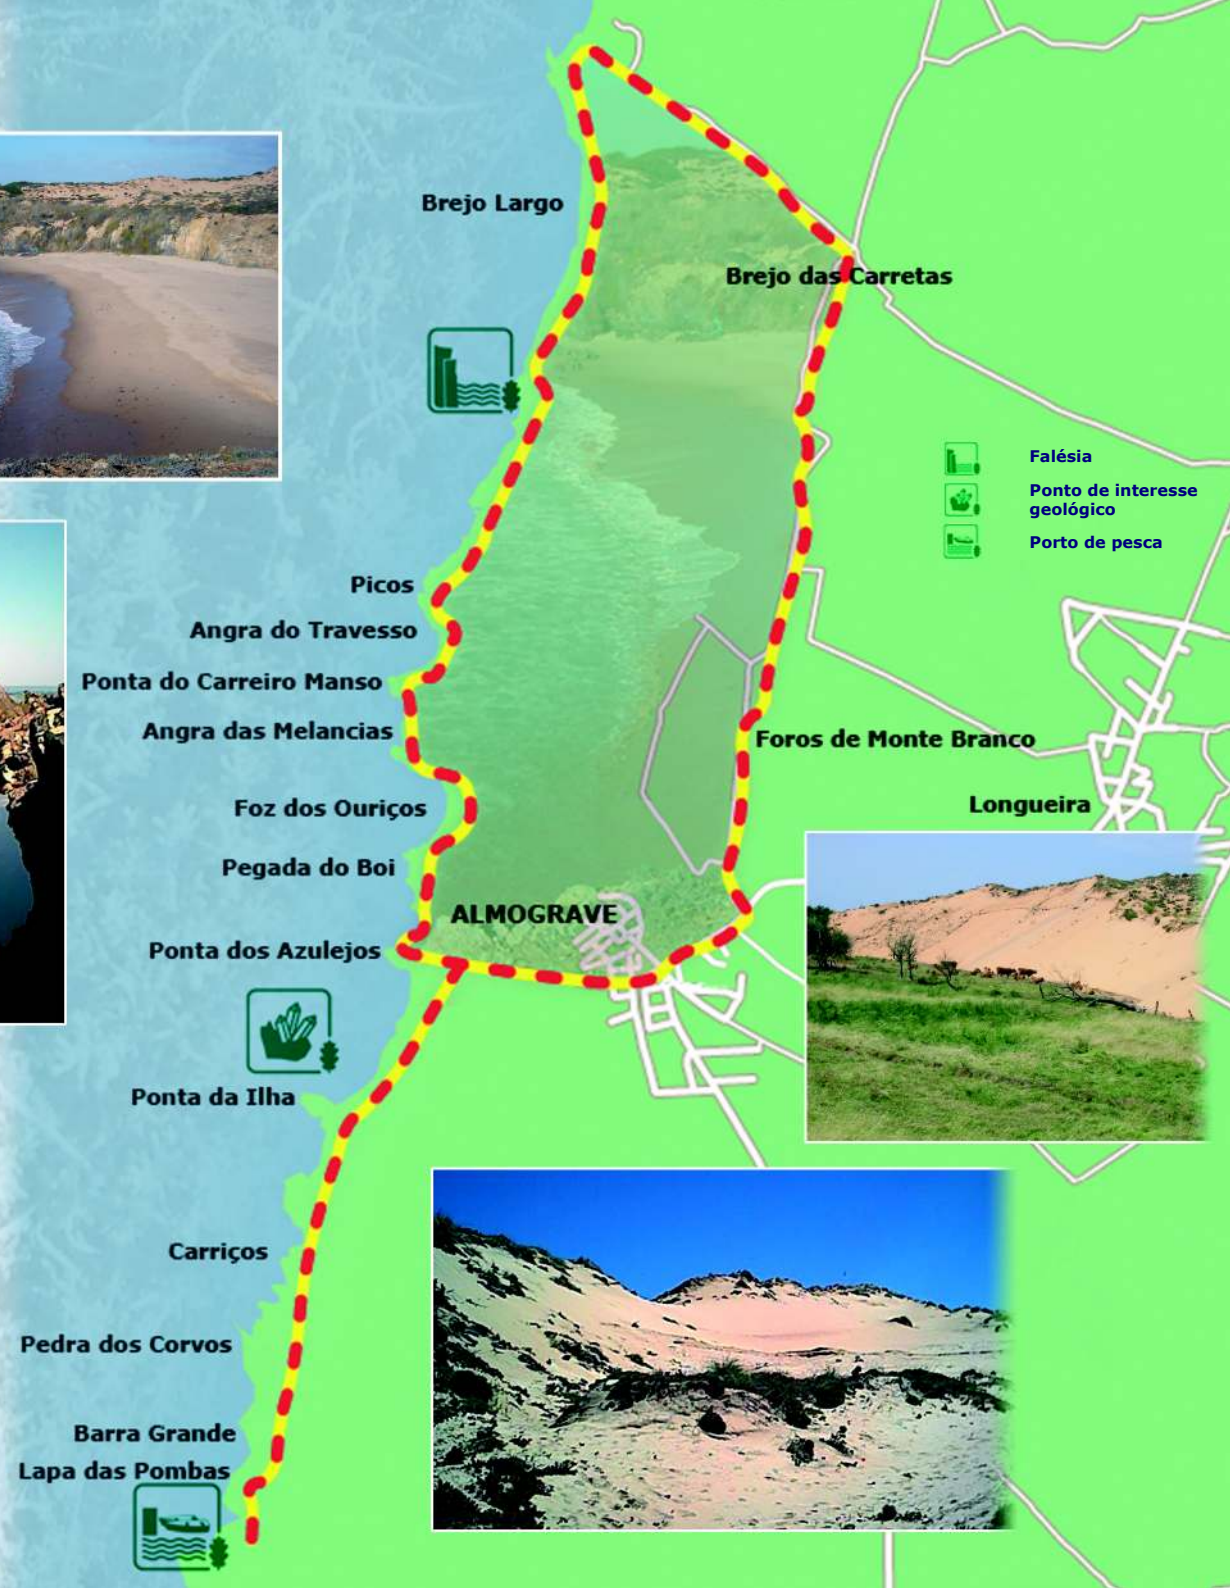 Brejo Largo
Brejo das Carretas
Falésia
Ponto de interesse
geológico
Porto de pesca
Picos
Angra do Travesso
Ponta do Carreiro Manso
Angra das Melancias
Foros de Monte Branco
Longueira
Foz dos Ouriços
Pegada do Boi
ALMOGRAVE
Ponta dos Azulejos
Ponta da Ilha
Carriços
Pedra dos Corvos
Barra Grande
Lapa das Pombas